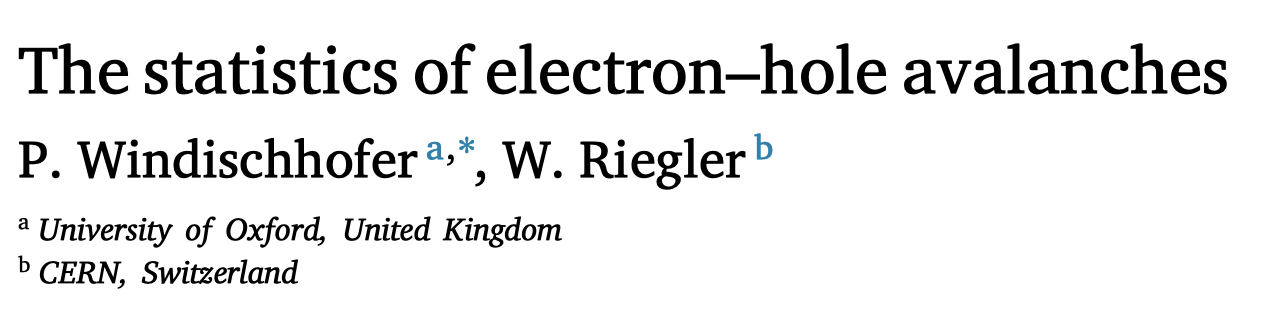 The statistics of electron–hole avalanches
P. Windischhofer a,*, W. Riegler b
a University of Oxford, United Kingdom
b CERN, Switzerland